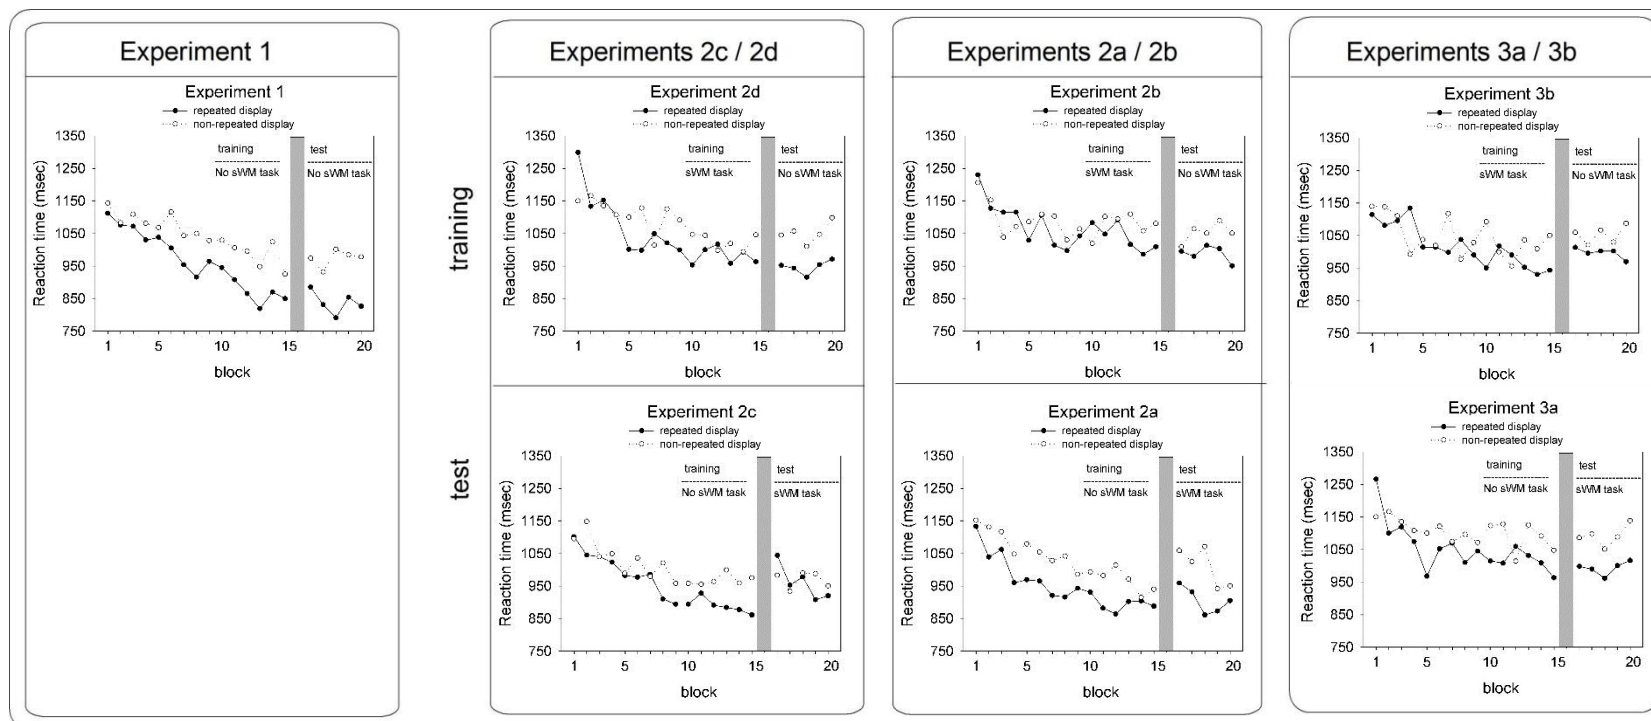 Experiment 1
Experiments 2c / 2d
Experiments 2a / 2b
Experiments 3a / 3b
training
test
Experiment 1
repeated display
non-repeated display
1350
1250
1150
1050
950
850
750
Reaction time (msec)
training
test
No sWM task
No sWM task
1 5 10 15 20
block
Experiment 2d
repeated display
non-repeated display
1350
1250
1150
1050
950
850
750
Reaction time (msec)
training
test
sWM task
No sWM task
1 5 10 15 20
block
Experiment 2b
repeated display
non-repeated display
1350
1250
1150
1050
950
850
750
Reaction time (msec)
training
test
sWM task
No sWM task
1 5 10 15 20
block
Experiment 3b
repeated display
non-repeated display
1350
1250
1150
1050
950
850
750
Reaction time (msec)
training
test
sWM task
No sWM task
1 5 10 15 20
block
Experiment 2c
repeated display
non-repeated display
1350
1250
1150
1050
950
850
750
Reaction time (msec)
training
test
No sWM task
sWM task
1 5 10 15 20
block
Experiment 2a
repeated display
non-repeated display
1350
1250
1150
1050
950
850
750
Reaction time (msec)
training
test
No sWM task
sWM task
1 5 10 15 20
block
Experiment 3a
repeated display
non-repeated display
1350
1250
1150
1050
950
850
750
Reaction time (msec)
training
test
No sWM task
sWM task
1 5 10 15 20
block